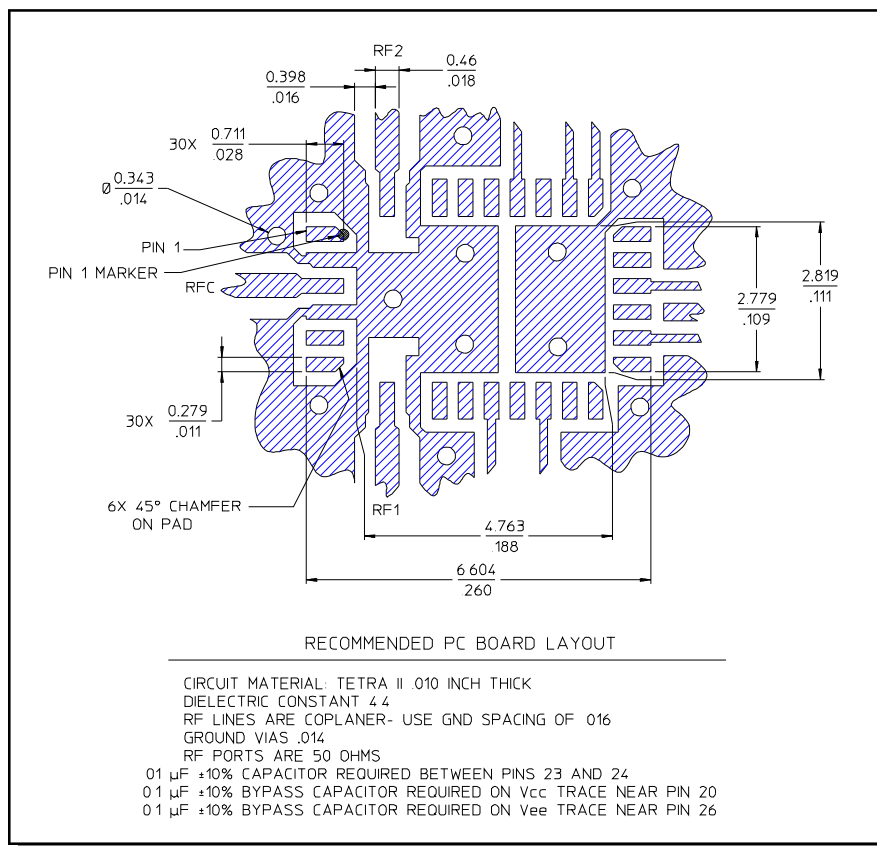 RF2
0.398
.016
0.46
.018
30X 0.711
.028
Ø 0.343
.014
PIN 1
PIN 1 MARKER
RFC
2.779
.109
2.819
.111
30X 0.279
.011
6X 45° CHAMFER
ON PAD
RF1
4.763
.188
6 604
.260
RECOMMENDED PC BOARD LAYOUT
CIRCUIT MATERIAL: TETRA II .010 INCH THICK
DIELECTRIC CONSTANT 4 4
RF LINES ARE COPLANER- USE GND SPACING OF 016
GROUND VIAS .014
RF PORTS ARE 50 OHMS
01 µF ±10% CAPACITOR REQUIRED BETWEEN PINS 23 AND 24
0 1 µF ±10% BYPASS CAPACITOR REQUIRED ON Vcc TRACE NEAR PIN 20
0 1 µF ±10% BYPASS CAPACITOR REQUIRED ON Vee TRACE NEAR PIN 26